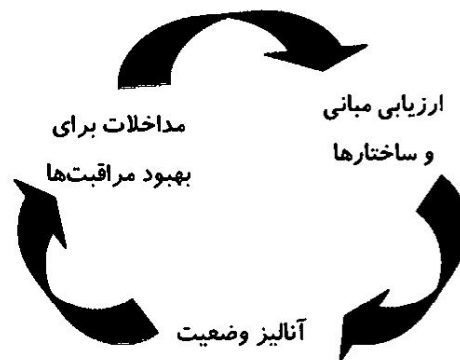 ارزیابی مبانی
و ساختارها
آنالیز وضعیت
مداخلات برای
بهبود مراقبت‌ها